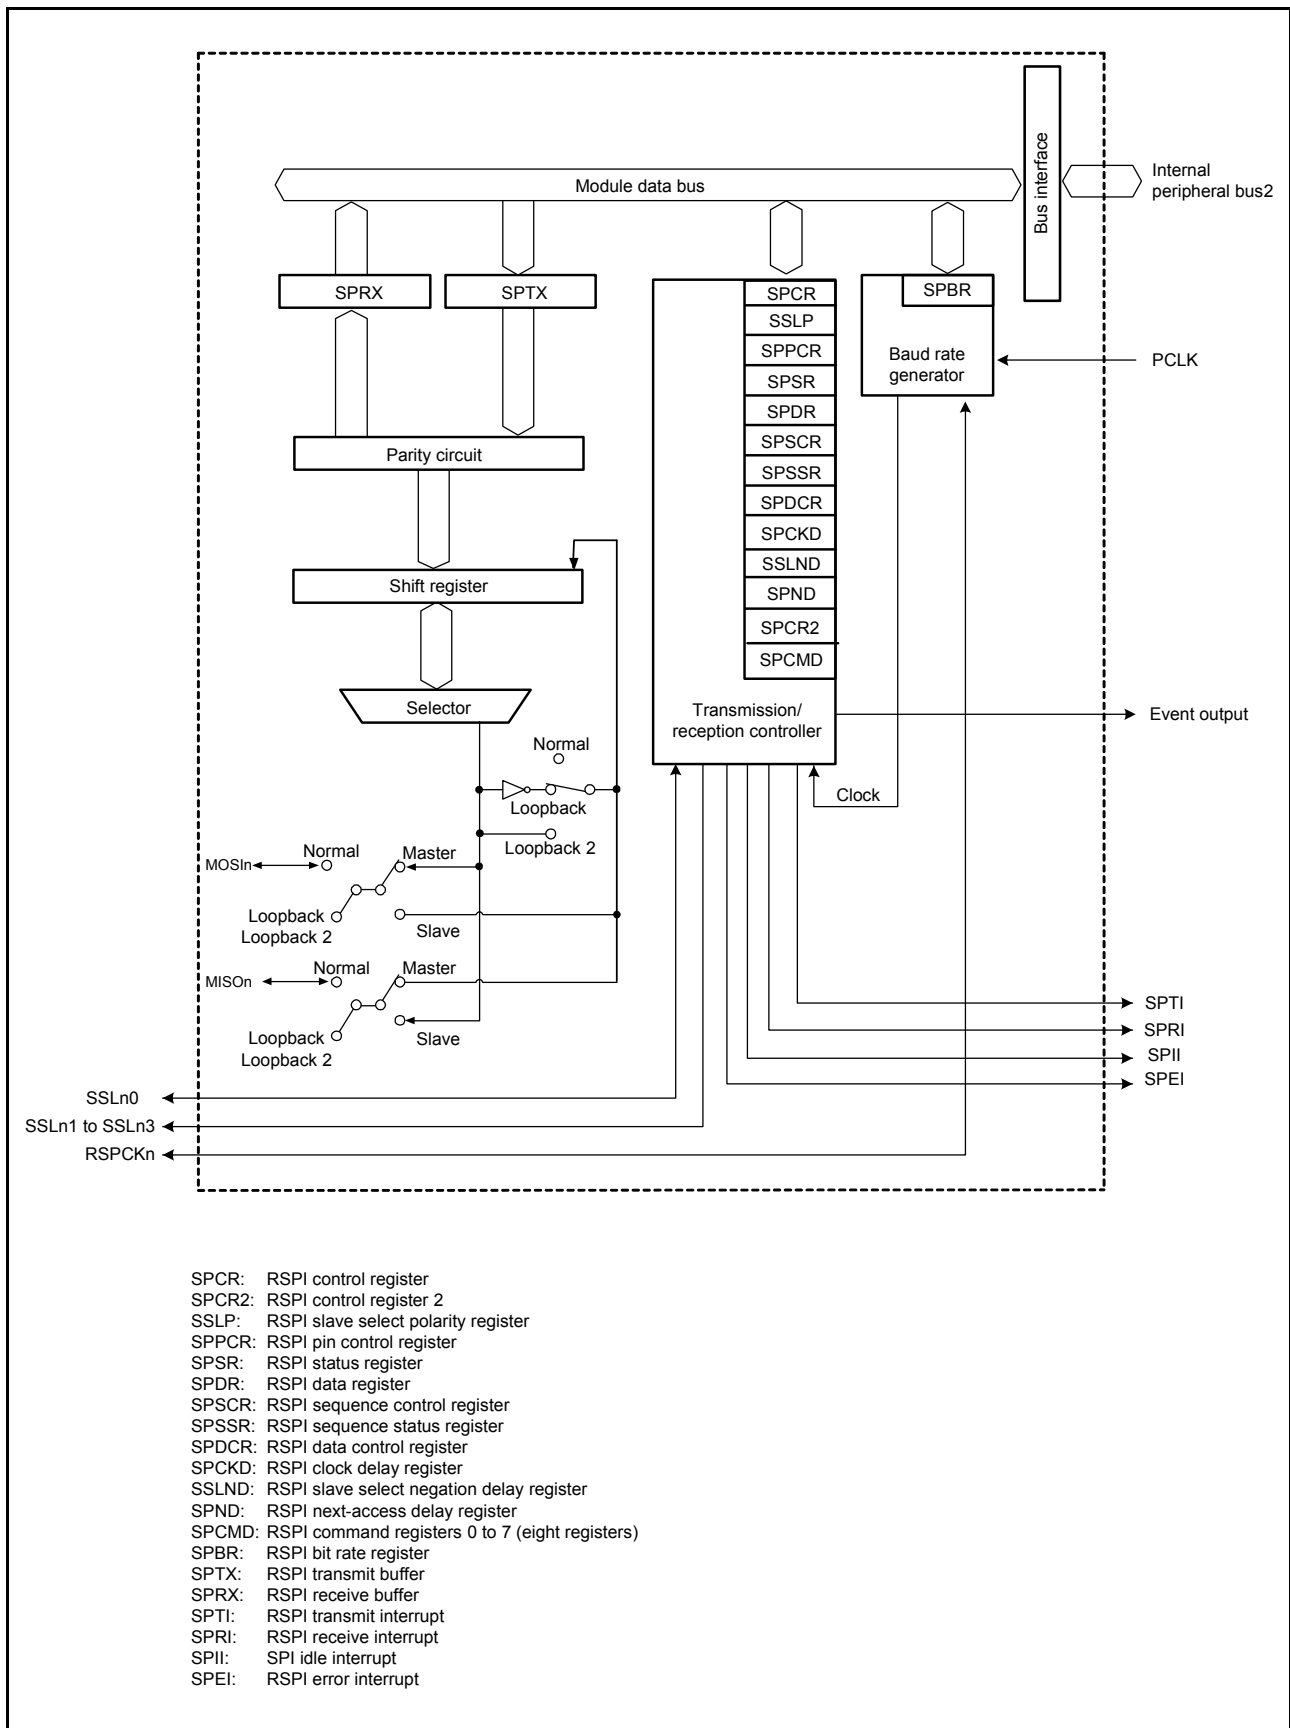 Module data bus
Bus interface
Internal
peripheral bus2
SPRX
SPTX
SPCR
SSLP
SPPCR
SPSR
SPDR
SPSCR
SPSSR
SPDCR
SPCKD
SSLND
SPND
SPCR2
SPCMD
Transmission/
reception controller
SPBR
Baud rate
generator
PCLK
Parity circuit
Shift register
Selector
Event output
Clock
Normal
Loopback
Loopback 2
MOSIn
Normal
Master
Loopback
Loopback 2
Slave
MISOn
Normal
Master
Loopback
Loopback 2
Slave
SPTI
SPRI
SPII
SPEI
SSLn0
SSLn1 to SSLn3
RSPCKn
SPCR: RSPI control register
SPCR2: RSPI control register 2
SSLP: RSPI slave select polarity register
SPPCR: RSPI pin control register
SPSR: RSPI status register
SPDR: RSPI data register
SPSCR: RSPI sequence control register
SPSSR: RSPI sequence status register
SPDCR: RSPI data control register
SPCKD: RSPI clock delay register
SSLND: RSPI slave select negation delay register
SPND: RSPI next-access delay register
SPCMD: RSPI command registers 0 to 7 (eight registers)
SPBR: RSPI bit rate register
SPTX: RSPI transmit buffer
SPRX: RSPI receive buffer
SPTI: RSPI transmit interrupt
SPRI: RSPI receive interrupt
SPII: SPI idle interrupt
SPEI: RSPI error interrupt